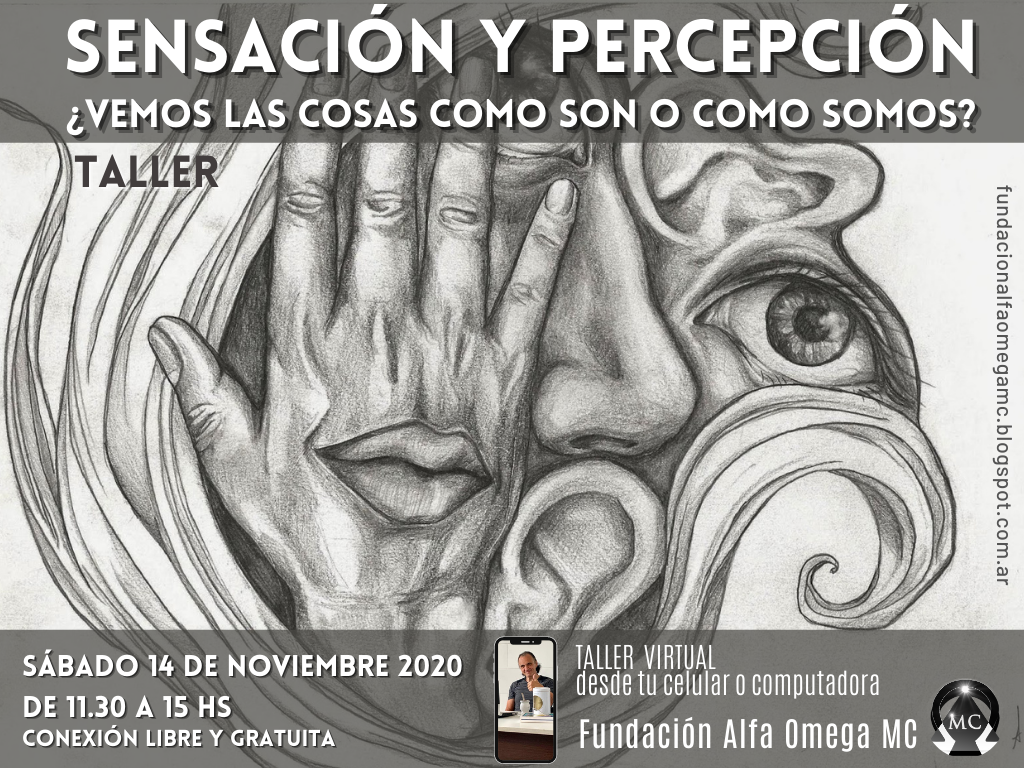 SENSACIÓN Y PERCEPCIÓN
¿VEMOS LAS COSAS COMO SON O COMO SOMOS?
TALLER
fundacionalfaomegamc.blogspot.com.ar
SÁBADO 14 DE NOVIEMBRE 2020
DE 11.30 A 15 HS
CONEXIÓN LIBRE Y GRATUITA
TALLER VIRTUAL
desde tu celular o computadora
Fundación Alfa Omega MC
MC